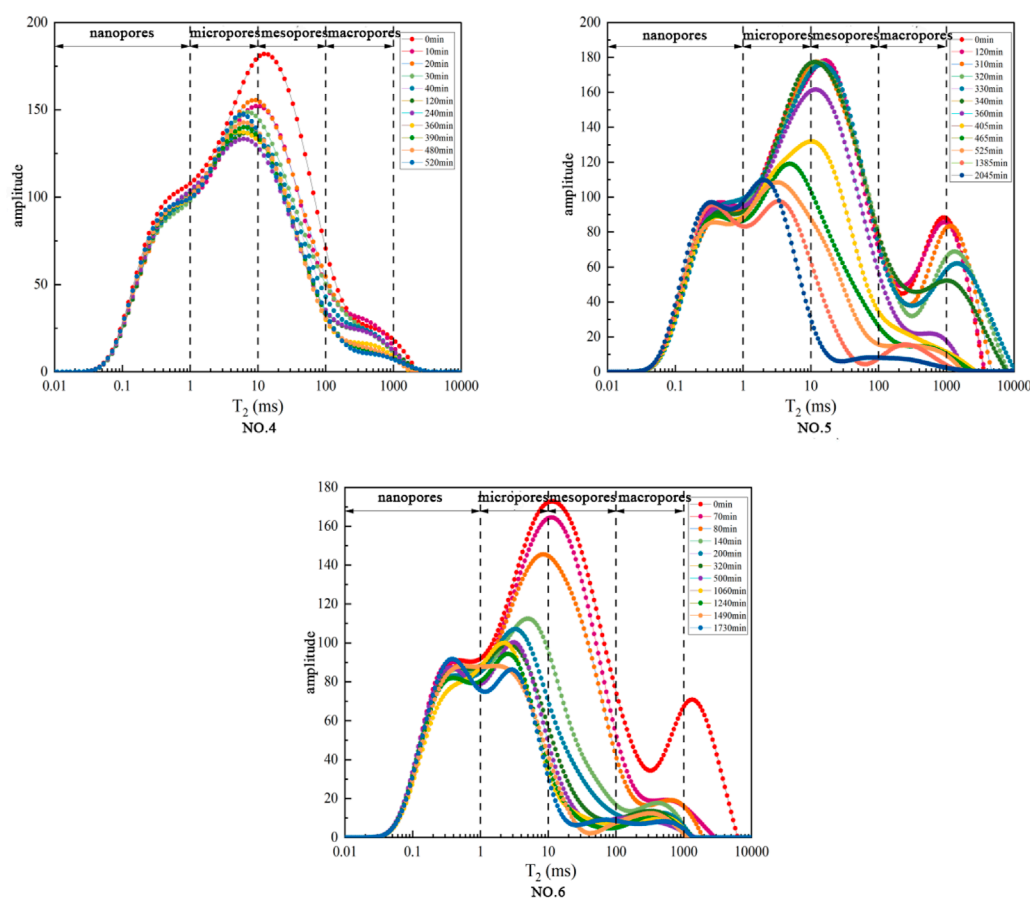 200
150
100
50
0
amplitude
nanopores
micropores
mesopores
macropores
0min
10min
20min
30min
40min
120min
240min
360min
390min
480min
520min
0.01
0.1
1
10
100
1000
10000
T2 (ms)
NO.4
200
180
160
140
120
100
80
60
40
20
0
amplitude
nanopores
micropores
mesopores
macropores
0min
120min
310min
320min
330min
340min
360min
405min
465min
525min
1385min
2045min
0.01
0.1
1
10
100
1000
10000
T2 (ms)
NO.5
180
160
140
120
100
80
60
40
20
0
amplitude
nanopores
micropores
mesopores
macropores
0min
70min
80min
140min
200min
320min
500min
1060min
1240min
1490min
1730min
0.01
0.1
1
10
100
1000
10000
T2 (ms)
NO.6